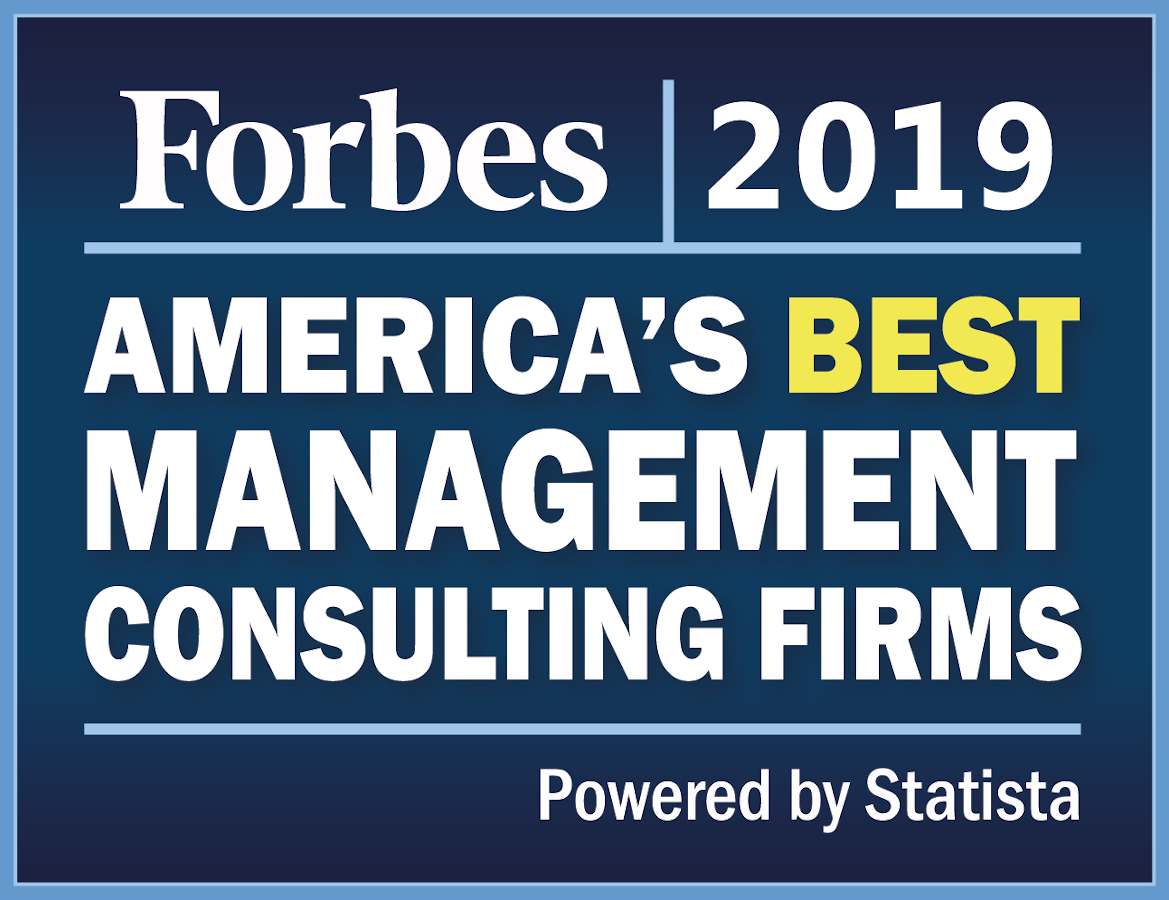 Forbes | 2019
AMERICA’S BEST
MANAGEMENT
CONSULTING FIRMS
Powered by Statista